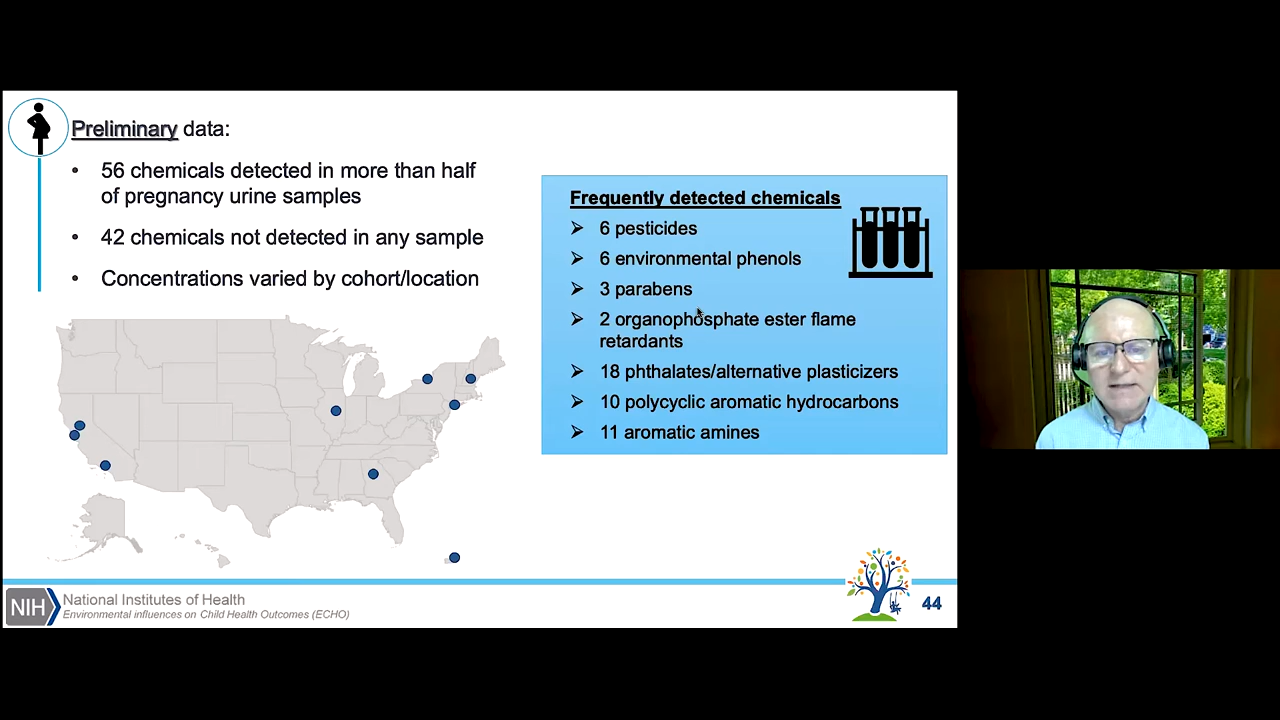 Preliminary data:
• 56 chemicals detected in more than half
of pregnancy urine samples
• 42 chemicals not detected in any sample
• Concentrations varied by cohort/location
Frequently detected chemicals
➢ 6 pesticides
➢ 6 environmental phenols
➢ 3 parabens
➢ 2 organophosphate ester flame
retardants
➢ 18 phthalates/alternative plasticizers
➢ 10 polycyclic aromatic hydrocarbons
➢ 11 aromatic amines
NIH
National Institutes of Health
Environmental influences on Child Health Outcomes (ECHO)
44